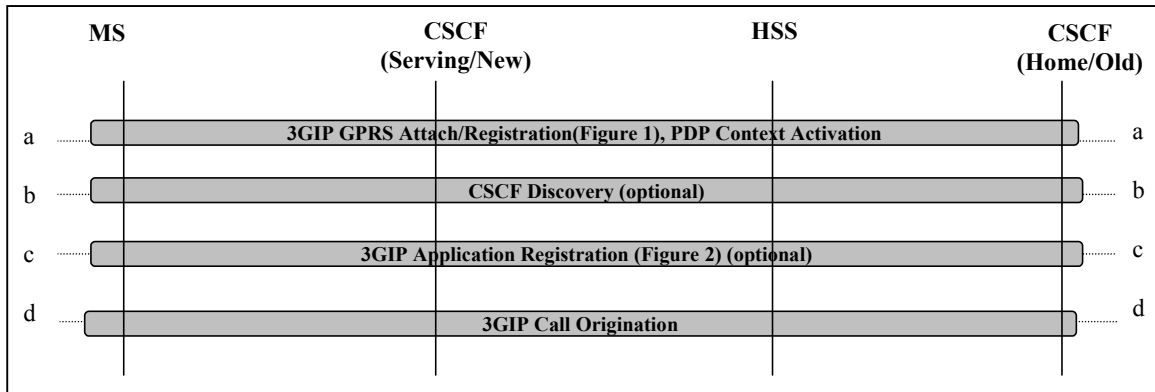 MS CSCF HSS CSCF
(Serving/New) (Home/Old)
a 3GIP GPRS Attach/Registration(Figure 1), PDP Context Activation a
b CSCF Discovery (optional) b
c 3GIP Application Registration (Figure 2) (optional) c
d 3GIP Call Origination d